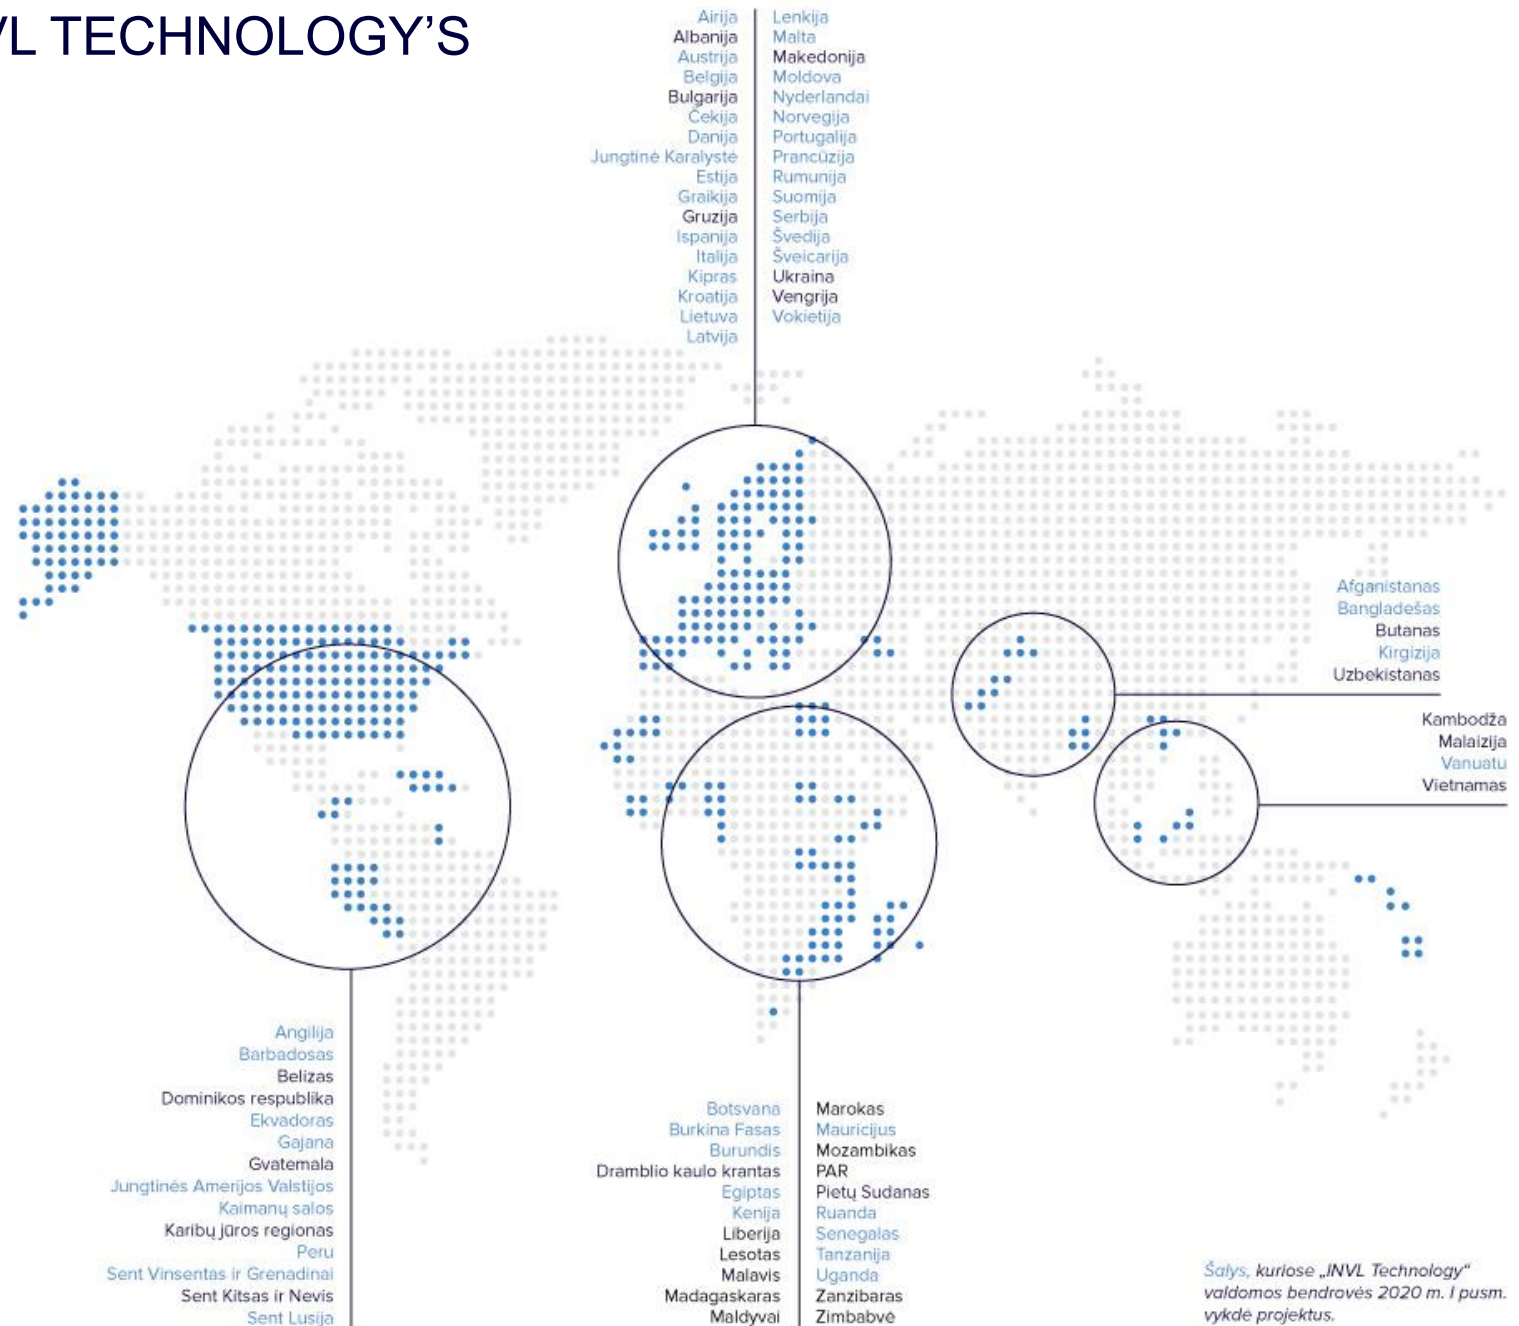 VL TECHNOLOGY’S
Airija
Albanija
Austrija
Belgija
Bulgarija
Čekija
Danija
Jungtinė Karalystė
Estija
Graikija
Gruzija
Ispanija
Italija
Kipras
Kroatija
Lietuva
Latvija
Lenkija
Malta
Makedonija
Moldova
Nyderlandai
Norvegija
Portugalija
Prancūzija
Rumunija
Suomija
Serbija
Švedija
Šveicarija
Ukraina
Vengrija
Vokietija
Afganistanas
Bangladešas
Butanas
Kirgizija
Uzbekistanas
Kambodža
Malaizija
Vanuatu
Vietnamas
Angilija
Barbadosas
Belizas
Dominikos respublika
Ekvadoras
Gajana
Gvatemala
Jungtinės Amerijos Valstijos
Kaimanų salos
Karibų jūros regionas
Peru
Sent Vinsentas ir Grenadinai
Sent Kitsas ir Nevis
Sent Lusija
Botsvana
Burkina Fasas
Burundis
Dramblio kaulo krantas
Egiptas
Kenija
Liberija
Lesotas
Malavis
Madagaskaras
Maldyvai
Marokas
Mauricijus
Mozambikas
PAR
Pietų Sudanas
Ruanda
Senegalas
Tanzanija
Uganda
Zanzibaras
Zimbabvė
Šalys, kuriose „INVL Technology“
valdomos bendrovės 2020 m. I pusm.
vykdė projektus.